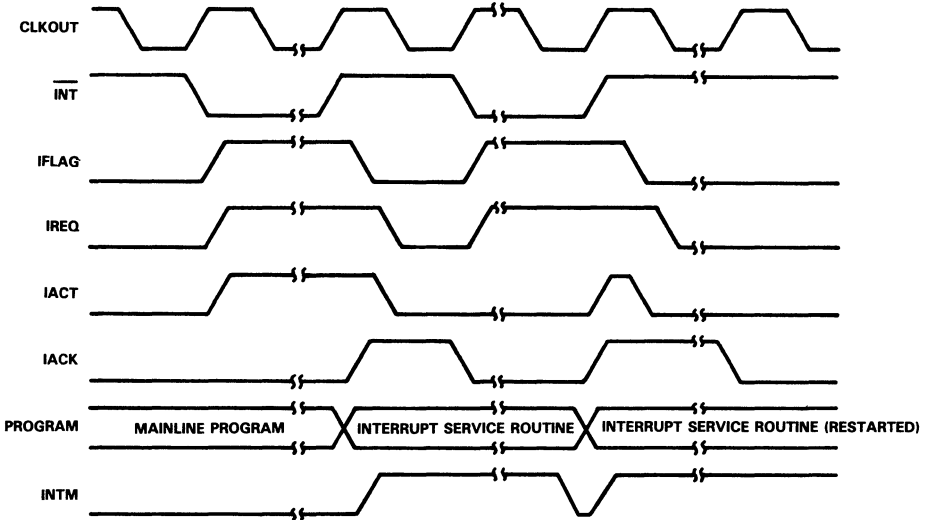 CLKOUT
INT
IFLAG
IREQ
IACT
IACK
PROGRAM MAINLINE PROGRAM INTERRUPT SERVICE ROUTINE INTERRUPT SERVICE ROUTINE (RESTARTED)
INTM